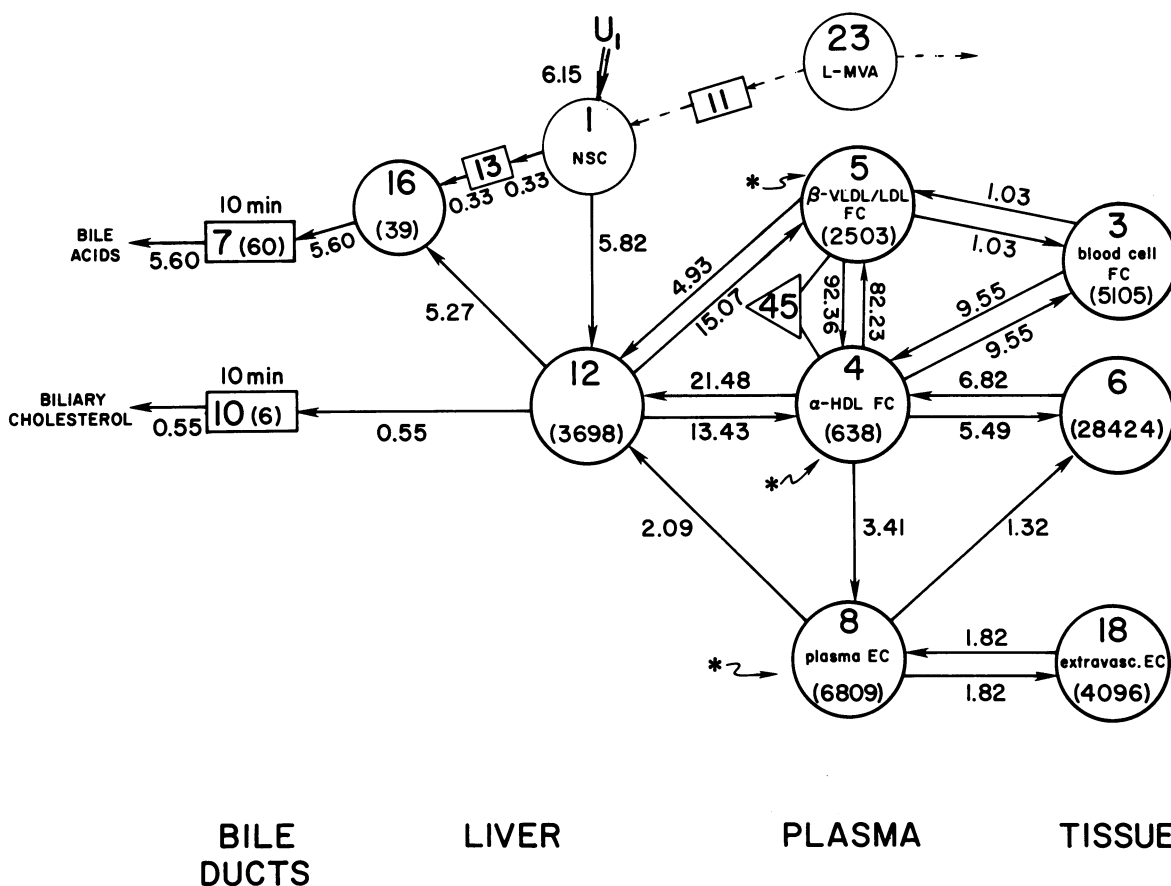 U₁
6.15
23
L-MVA
11
1
NSC
13
0.33
0.33
16
(39)
10 min
7 (60)
BILE
ACIDS
5.60
5.60
5.82
5.27
5
β-VLDL/LDL
FC
(2503)
*
1.03
1.03
3
blood cell
FC
(5105)
4.93
15.07
45
92.36
82.23
9.55
9.55
10 min
10 (6)
BILIARY
CHOLESTEROL
0.55
0.55
12
(3698)
21.48
13.43
4
α-HDL FC
(638)
*
6.82
5.49
6
(28424)
2.09
3.41
1.32
8
plasma EC
(6809)
*
1.82
1.82
18
extravasc. EC
(4096)
BILE
DUCTS
LIVER
PLASMA
TISSUE